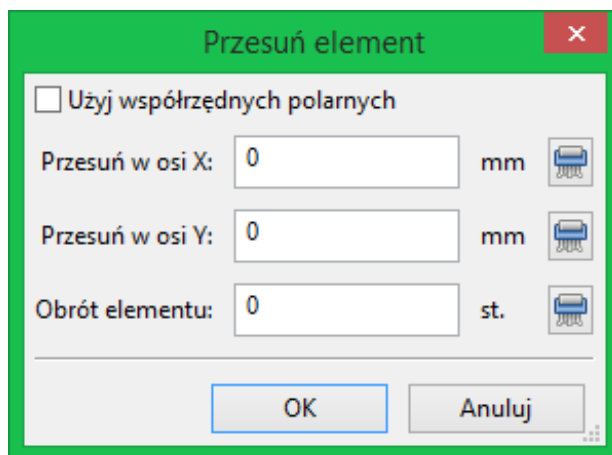 Przesuń element
Użyj współrzędnych polarnych
Przesuń w osi X: 0 mm
Przesuń w osi Y: 0 mm
Obrót elementu: 0 st.
OK Anuluj